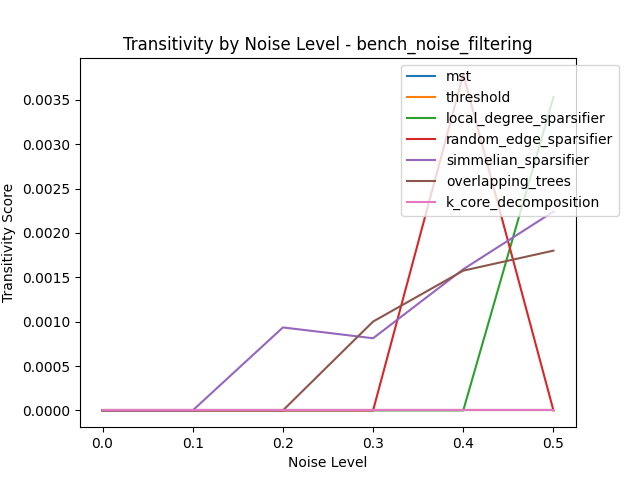 Transitivity by Noise Level - bench_noise_filtering
mst
threshold
local_degree_sparsifier
random_edge_sparsifier
simmelian_sparsifier
overlapping_trees
k_core_decomposition
Transitivity Score
0.0035
0.0030
0.0025
0.0020
0.0015
0.0010
0.0005
0.0000
0.0 0.1 0.2 0.3 0.4 0.5
Noise Level